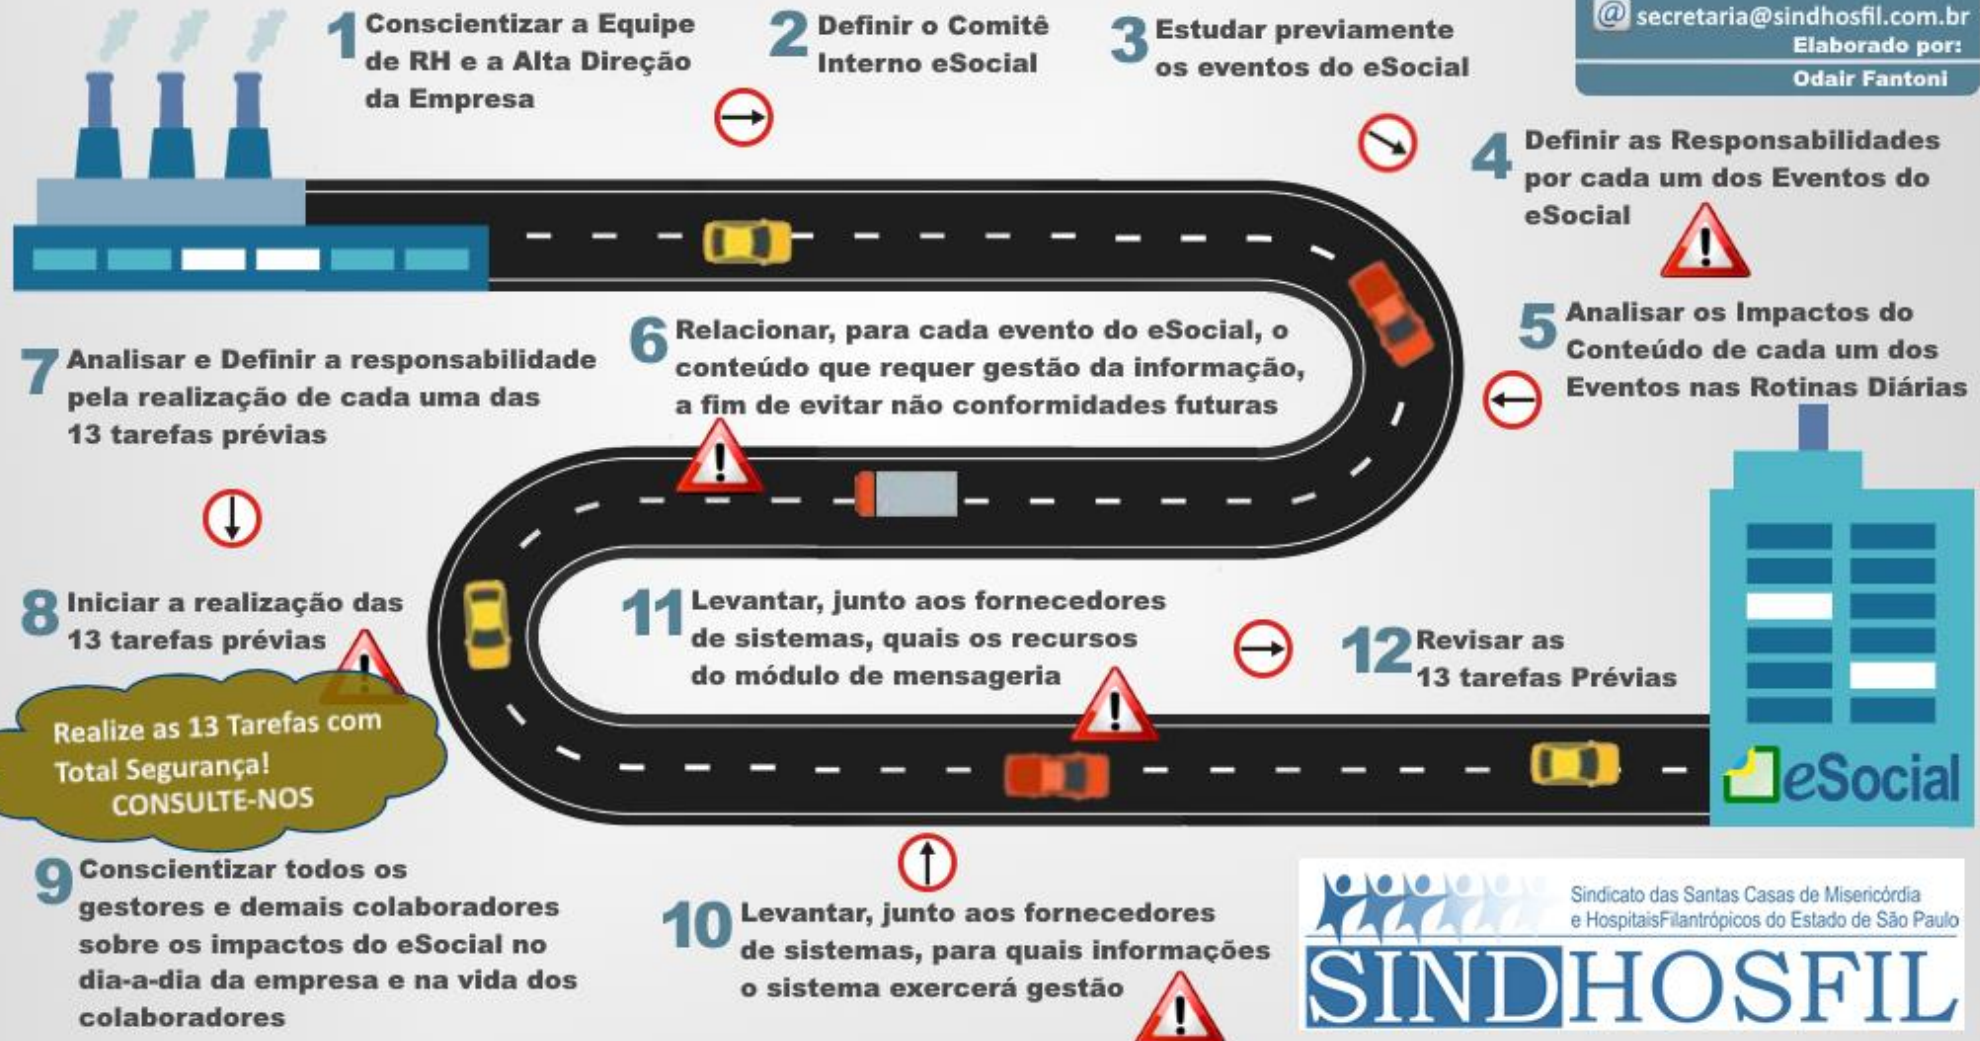 1 Conscientizar a Equipe
de RH e a Alta Direção
da Empresa
2 Definir o Comitê
Interno eSocial
3 Estudar previamente
os eventos do eSocial
@ secretaria@sindhosfil.com.br
Elaborado por:
Odair Fantoni
4 Definir as Responsabilidades
por cada um dos Eventos do
eSocial
5 Analisar os Impactos do
Conteúdo de cada um dos
Eventos nas Rotinas Diárias
6 Relacionar, para cada evento do eSocial, o
conteúdo que requer gestão da informação,
a fim de evitar não conformidades futuras
7 Analisar e Definir a responsabilidade
pela realização de cada uma das
13 tarefas prévias
8 Iniciar a realização das
13 tarefas prévias
Realize as 13 Tarefas com
Total Segurança!
CONSULTE-NOS
9 Conscientizar todos os
gestores e demais colaboradores
sobre os impactos do eSocial no
dia-a-dia da empresa e na vida dos
colaboradores
10 Levantar, junto aos fornecedores
de sistemas, para quais informações
o sistema exercerá gestão
11 Levantar, junto aos fornecedores
de sistemas, quais os recursos
do módulo de mensageria
12 Revisar as
13 tarefas Prévias
eSocial
Sindicato das Santas Casas de Misericórdia
e HospitaisFilantrópicos do Estado de São Paulo
SINDHOSFIL